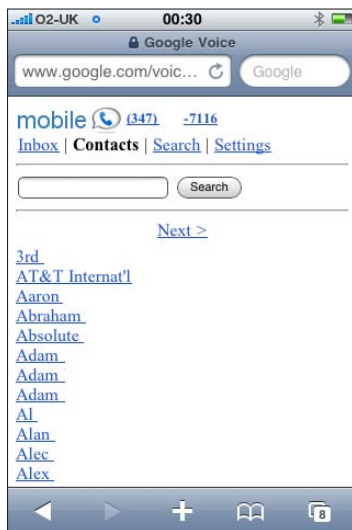 O2-UK 00:30
Google Voice
www.google.com/voic... Google
mobile (347) -7116
Inbox | Contacts | Search | Settings
Search
Next >
3rd
AT&T Internat'l
Aaron
Abraham
Absolute
Adam
Adam
Adam
Al
Alan
Alec
Alex
8